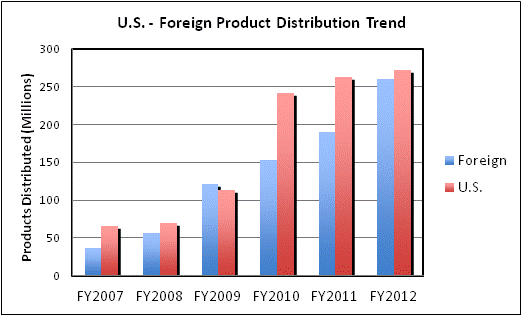 U.S. - Foreign Product Distribution Trend
Products Distributed (Millions)
300
250
200
150
100
50
0
FY2007 FY2008 FY2009 FY2010 FY2011 FY2012
Foreign
U.S.